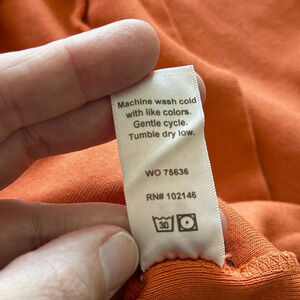 Machine wash cold
with like colors.
Gentle cycle.
Tumble dry low.
WO 75636
RN# 102146
30